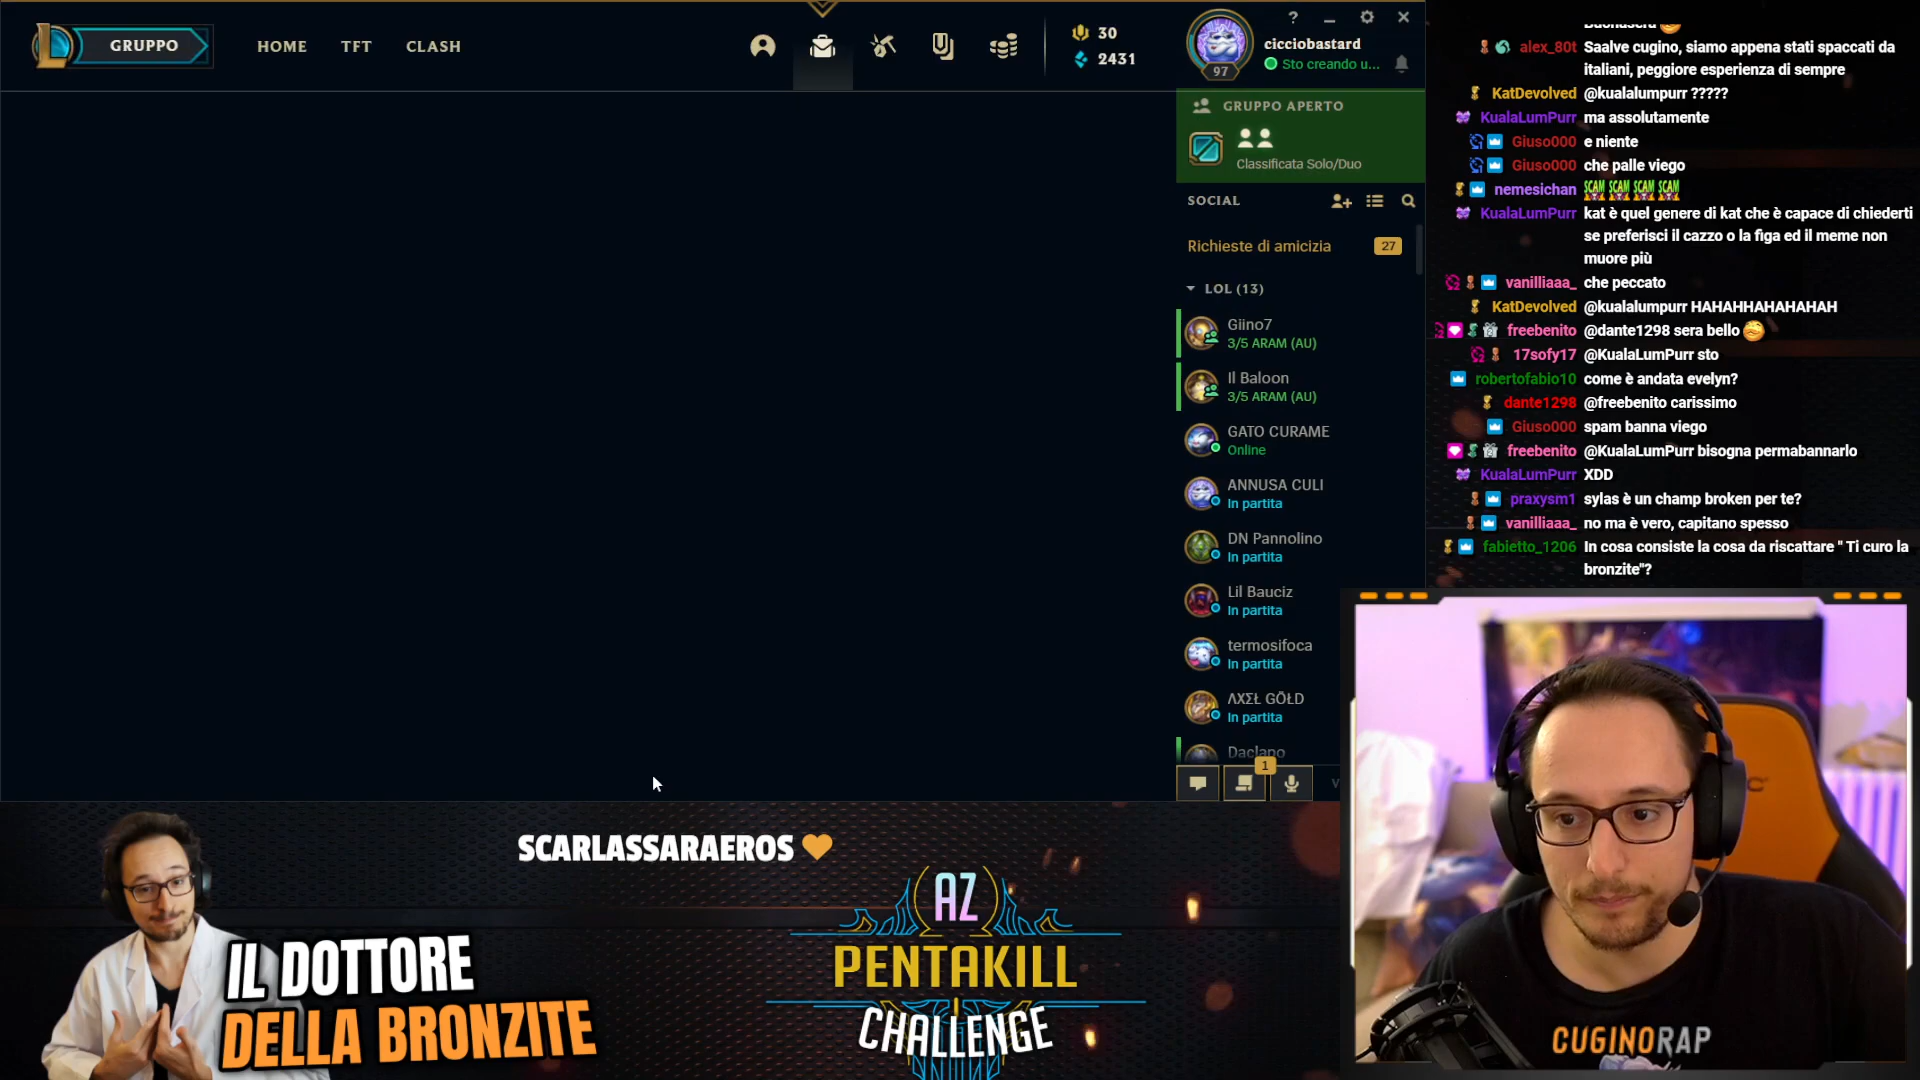 GRUPPO
HOME
TFT
CLASH
30
2431
97
?
cicciobastard
Sto creando u...
GRUPPO APERTO
Classificata Solo/Duo
SOCIAL
Richieste di amicizia
27
LOL (13)
Giino7
3/5 ARAM (AU)
Il Baloon
3/5 ARAM (AU)
GATO CURAME
Online
ANNUSA CULI
In partita
DN Pannolino
In partita
Lil Bauciz
In partita
termosifoca
In partita
ΛXΣŁ GÖŁD
In partita
Daclapo
1
V
Buonasera
alex_80t Saalve cugino, siamo appena stati spaccati da
italiani, peggiore esperienza di sempre
KatDevolved @kualalumpurr ?????
KualaLumPurr ma assolutamente
Giuso000 e niente
Giuso000 che palle viego
nemesichan SCAM SCAM SCAM SCAM
KualaLumPurr kat è quel genere di kat che è capace di chiederti
se preferisci il cazzo o la figa ed il meme non
muore più
vanilliaaa_ che peccato
KatDevolved @kualalumpurr HAHAHHAHAHAHAH
freebenito @dante1298 sera bello
17sofy17 @KualaLumPurr sto
robertofabio10 come è andata evelyn?
dante1298 @freebenito carissimo
Giuso000 spam banna viego
freebenito @KualaLumPurr bisogna permabannarlo
KualaLumPurr XDD
praxysm1 sylas è un champ broken per te?
vanilliaaa_ no ma è vero, capitano spesso
fabietto_1206 In cosa consiste la cosa da riscattare " Ti curo la
bronzite"?
SCARLASSARAEROS
IL DOTTORE
DELLA BRONZITE
AZ
PENTAKILL
CHALLENGE
CUGINORAP